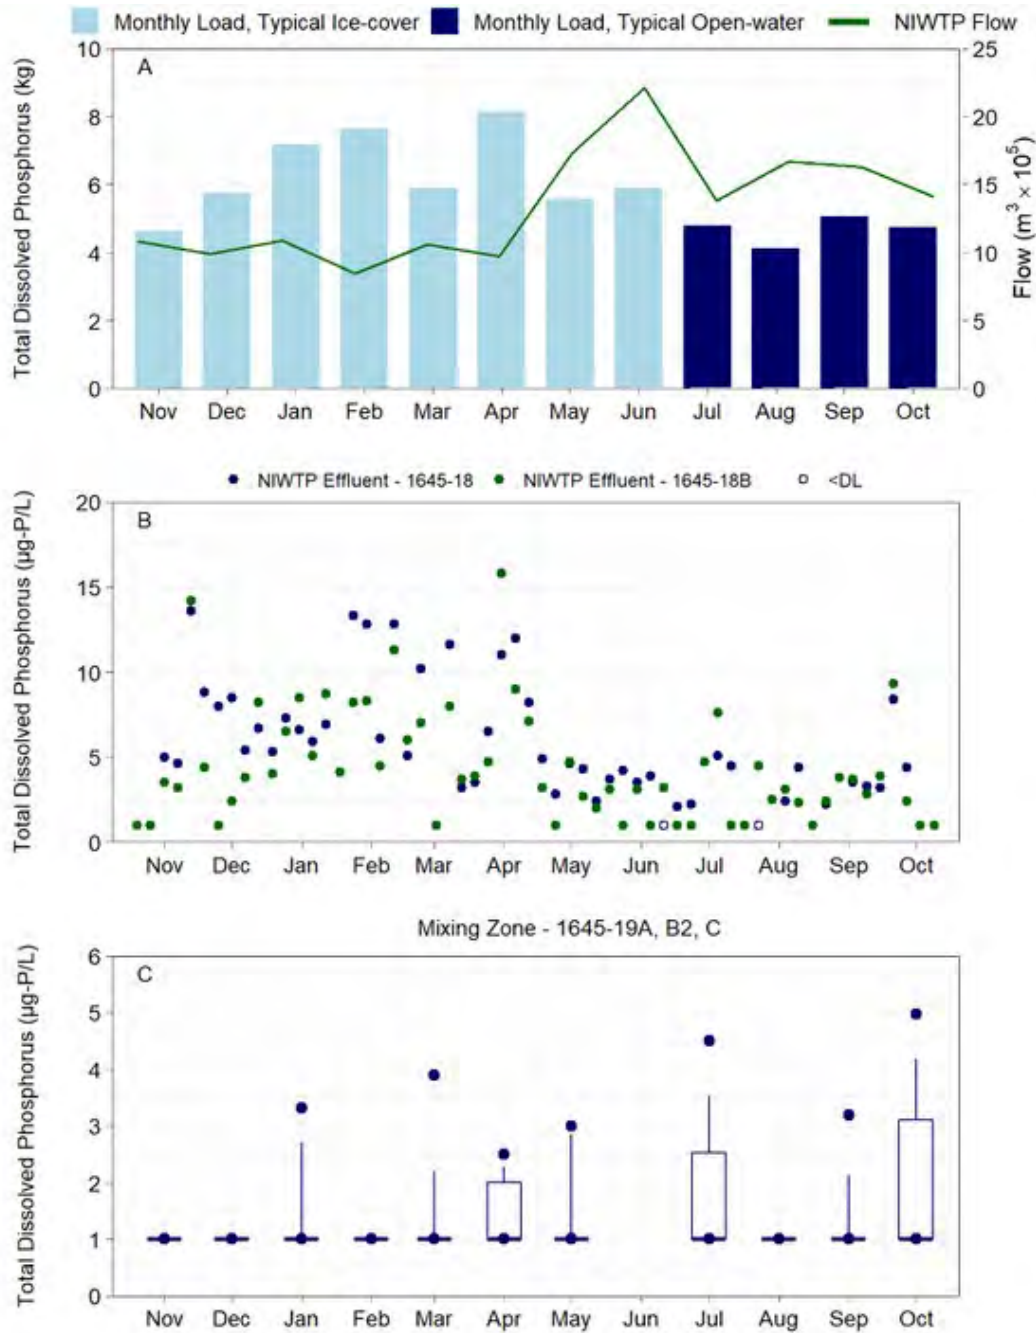 Monthly Load, Typical Ice-cover Monthly Load, Typical Open-water NIWTP Flow
A
Total Dissolved Phosphorus (kg)
10
8
6
4
2
0
25
20
15
10
5
0
Flow (m³ × 10⁵)
Nov Dec Jan Feb Mar Apr May Jun Jul Aug Sep Oct
NIWTP Effluent - 1645-18 NIWTP Effluent - 1645-18B <DL
B
Total Dissolved Phosphorus (µg-P/L)
20
15
10
5
0
Nov Dec Jan Feb Mar Apr May Jun Jul Aug Sep Oct
Mixing Zone - 1645-19A, B2, C
C
Total Dissolved Phosphorus (µg-P/L)
6
5
4
3
2
1
0
Nov Dec Jan Feb Mar Apr May Jun Jul Aug Sep Oct